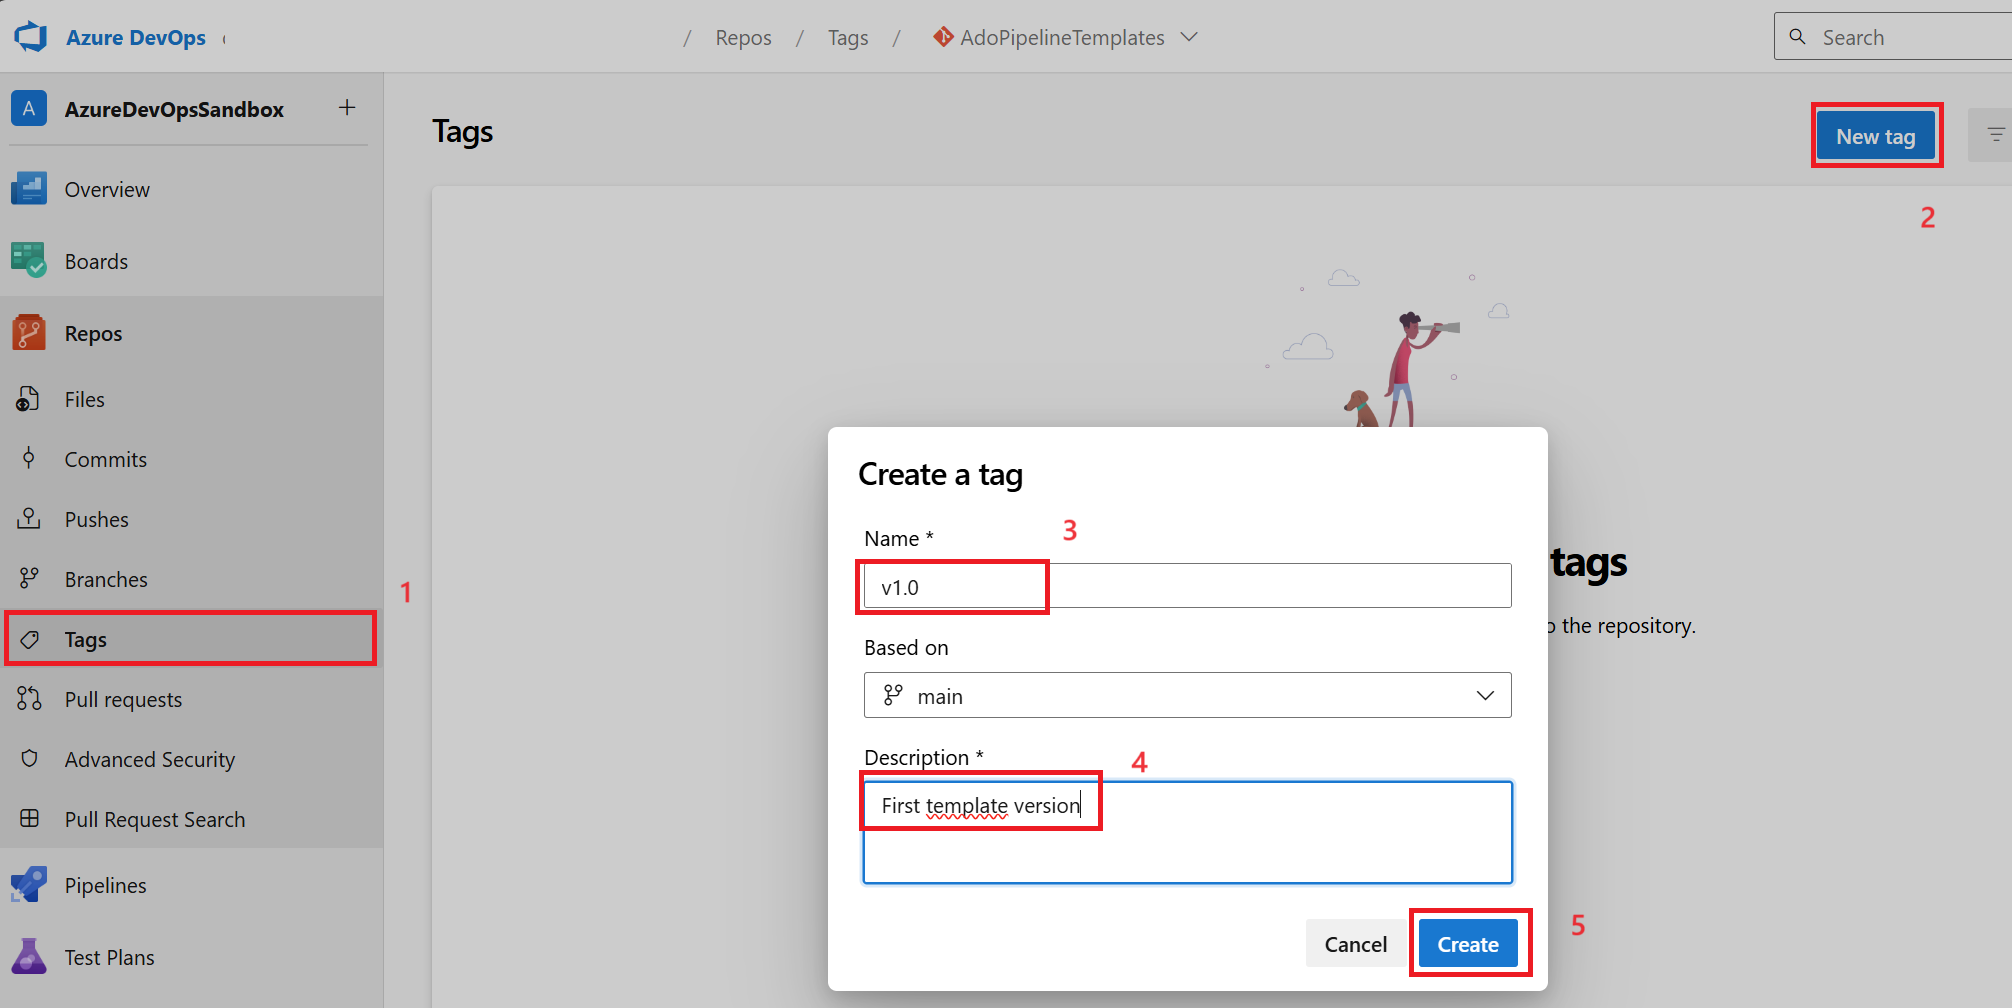 Azure DevOps / Repos / Tags / AdoPipelineTemplates Search
A AzureDevOpsSandbox +
Tags
New tag
2
Overview
Boards
Repos
Files
Commits
Pushes
Branches
1
Tags
Pull requests
Advanced Security
Pull Request Search
Pipelines
Test Plans
tags
the repository.
Create a tag
Name *
3
v1.0
Based on
main
Description *
4
First template version
Cancel
Create
5